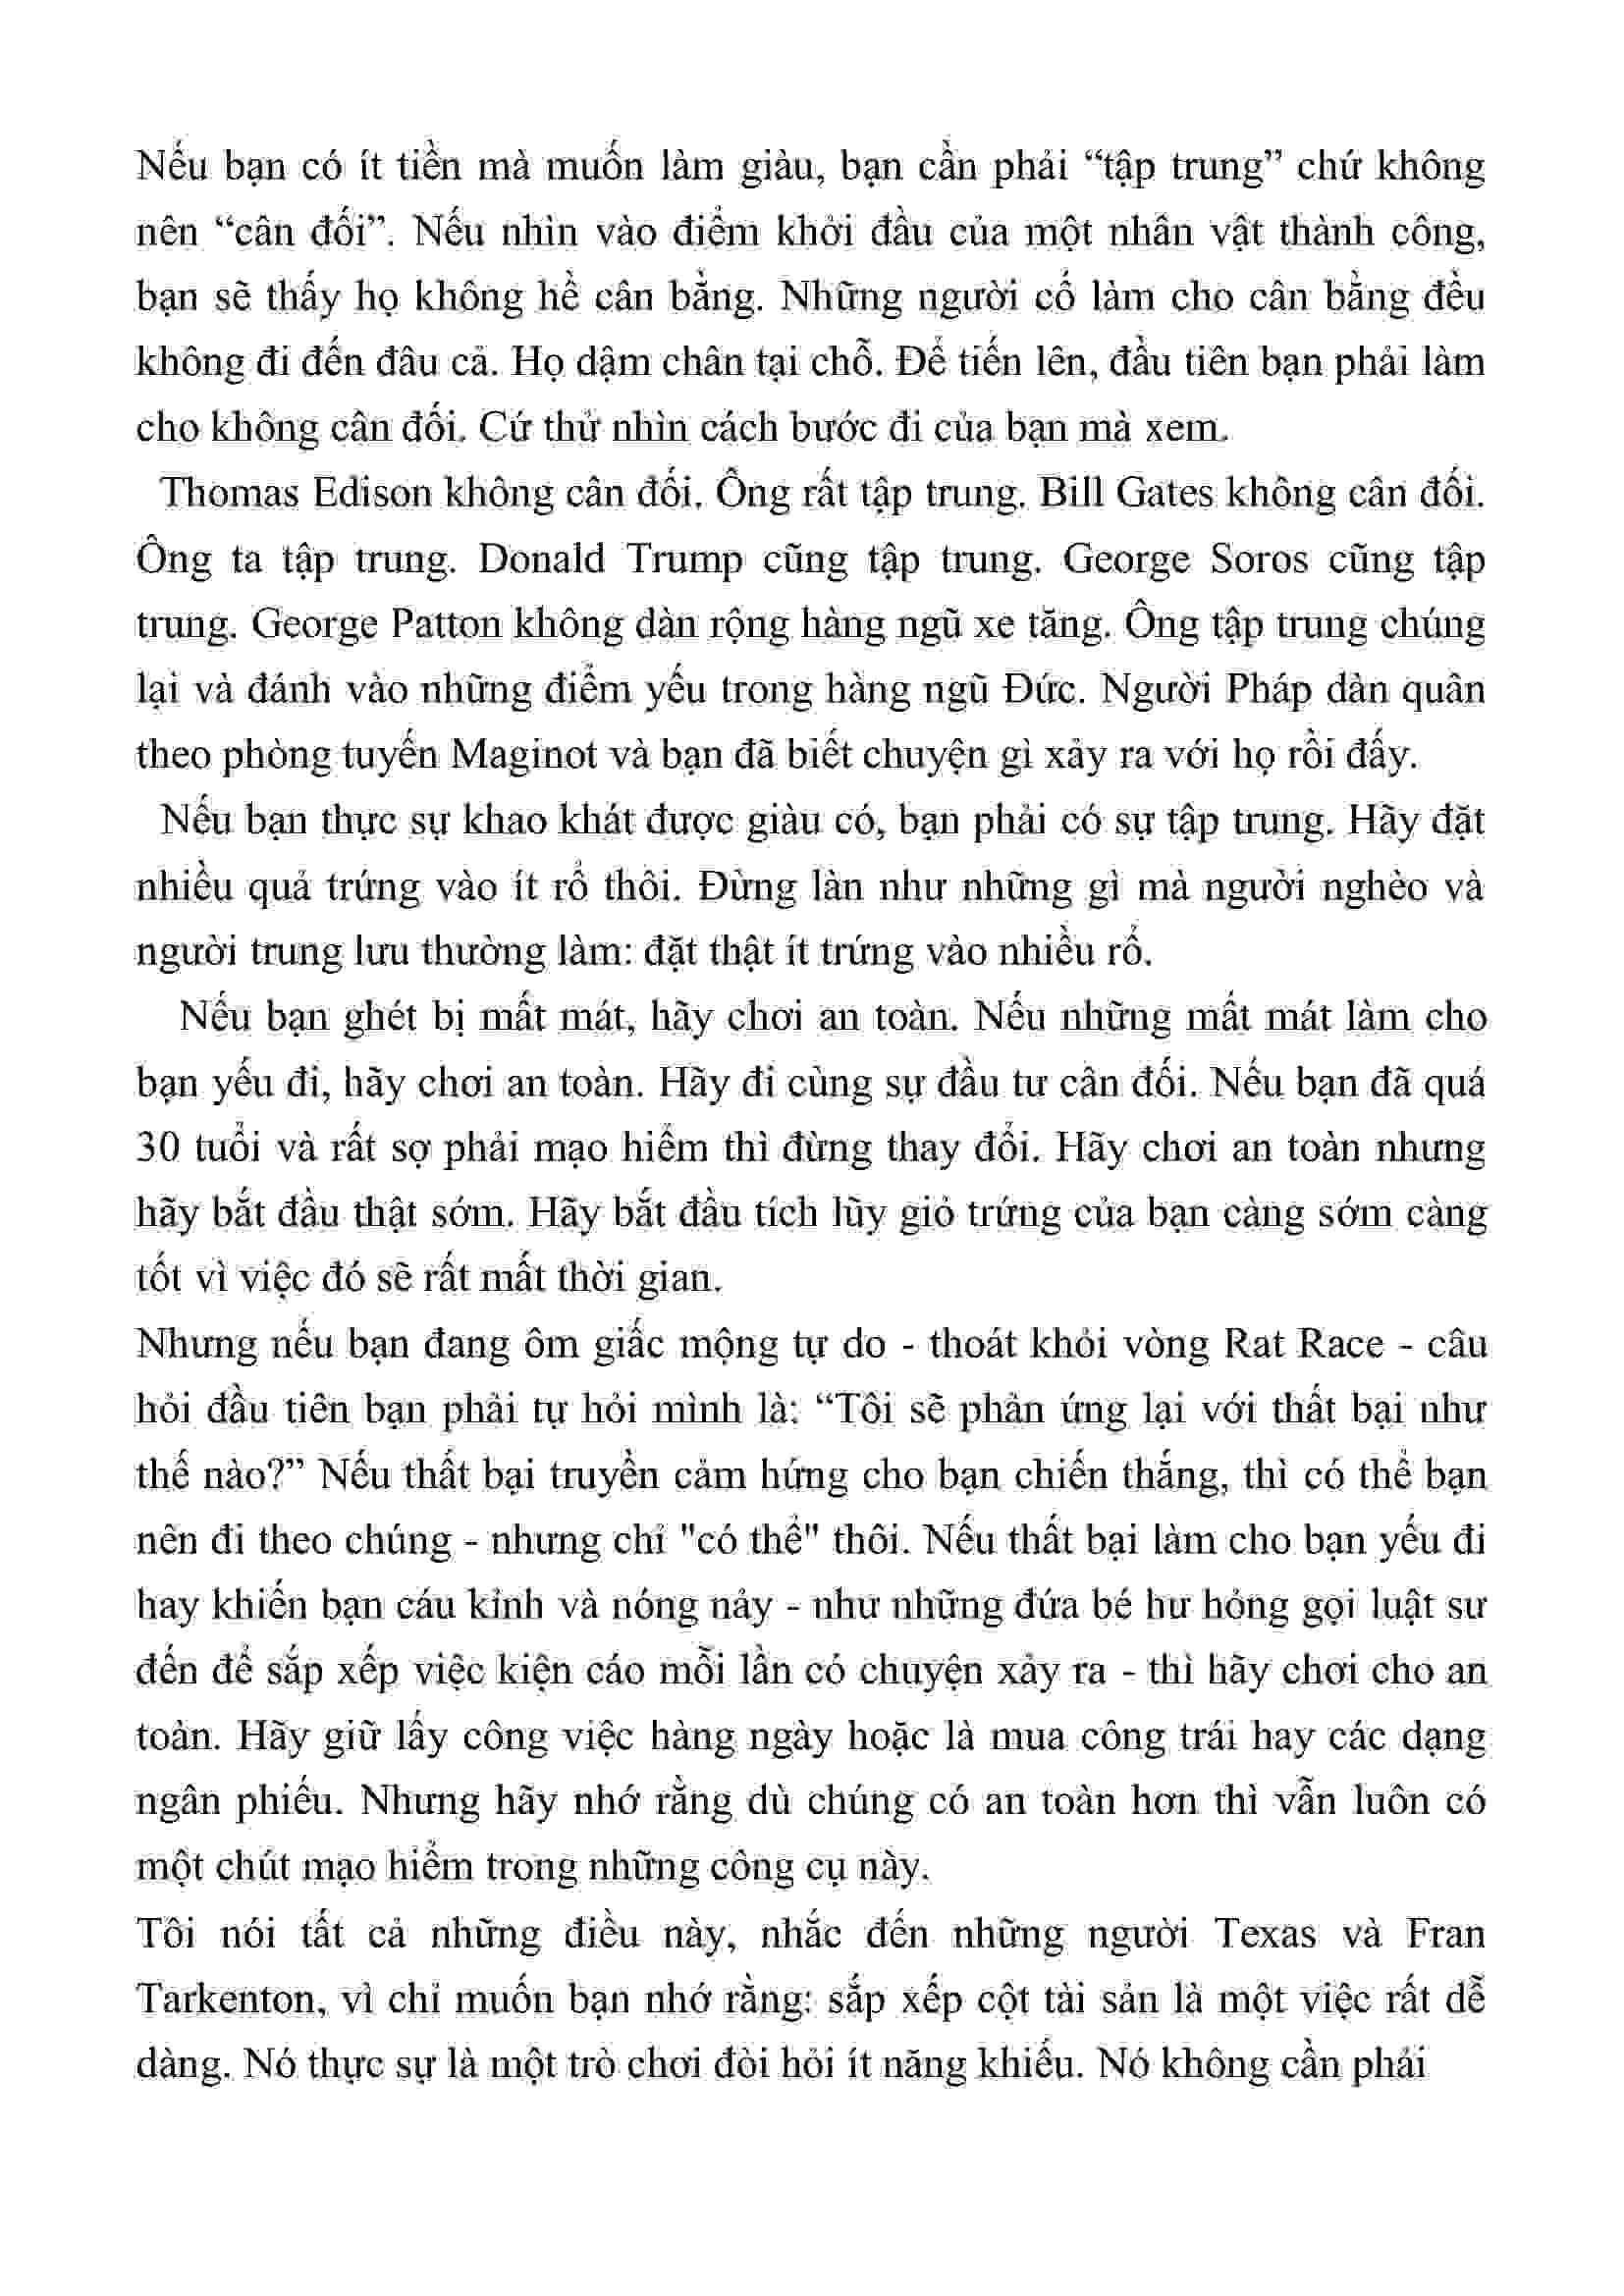 Nếu bạn có ít tiền mà muốn làm giàu, bạn cần phải “tập trung” chứ không
nên “cân đối”. Nếu nhìn vào điểm khởi đầu của một nhân vật thành công,
bạn sẽ thấy họ không hề cân bằng. Những người cố làm cho cân bằng đều
không đi đến đâu cả. Họ dậm chân tại chỗ. Để tiến lên, đầu tiên bạn phải làm
cho không cân đối. Cứ thử nhìn cách bước đi của bạn mà xem.
Thomas Edison không cân đối. Ông rất tập trung. Bill Gates không cân đối.
Ông ta tập trung. Donald Trump cũng tập trung. George Soros cũng tập
trung. George Patton không dàn rộng hàng ngũ xe tăng. Ông tập trung chúng
lại và đánh vào những điểm yếu trong hàng ngũ Đức. Người Pháp dàn quân
theo phòng tuyến Maginot và bạn đã biết chuyện gì xảy ra với họ rồi đấy.
Nếu bạn thực sự khao khát được giàu có, bạn phải có sự tập trung. Hãy đặt
nhiều quả trứng vào ít rổ thôi. Đừng làn như những gì mà người nghèo và
người trung lưu thường làm: đặt thật ít trứng vào nhiều rổ.
Nếu bạn ghét bị mất mát, hãy chơi an toàn. Nếu những mất mát làm cho
bạn yếu đi, hãy chơi an toàn. Hãy đi cùng sự đầu tư cân đối. Nếu bạn đã quá
30 tuổi và rất sợ phải mạo hiểm thì đừng thay đổi. Hãy chơi an toàn nhưng
hãy bắt đầu thật sớm. Hãy bắt đầu tích lũy giỏ trứng của bạn càng sớm càng
tốt vì việc đó sẽ rất mất thời gian.
Nhưng nếu bạn đang ôm giấc mộng tự do - thoát khỏi vòng Rat Race - câu
hỏi đầu tiên bạn phải tự hỏi mình là: “Tôi sẽ phản ứng lại với thất bại như
thế nào?” Nếu thất bại truyền cảm hứng cho bạn chiến thắng, thì có thể bạn
nên đi theo chúng - nhưng chỉ "có thể" thôi. Nếu thất bại làm cho bạn yếu đi
hay khiến bạn cáu kỉnh và nóng nảy - như những đứa bé hư hỏng gọi luật sư
đến để sắp xếp việc kiện cáo mỗi lần có chuyện xảy ra - thì hãy chơi cho an
toàn. Hãy giữ lấy công việc hàng ngày hoặc là mua công trái hay các dạng
ngân phiếu. Nhưng hãy nhớ rằng dù chúng có an toàn hơn thì vẫn luôn có
một chút mạo hiểm trong những công cụ này.
Tôi nói tất cả những điều này, nhắc đến những người Texas và Fran
Tarkenton, vì chỉ muốn bạn nhớ rằng: sắp xếp cột tài sản là một việc rất dễ
dàng. Nó thực sự là một trò chơi đòi hỏi ít năng khiếu. Nó không cần phải